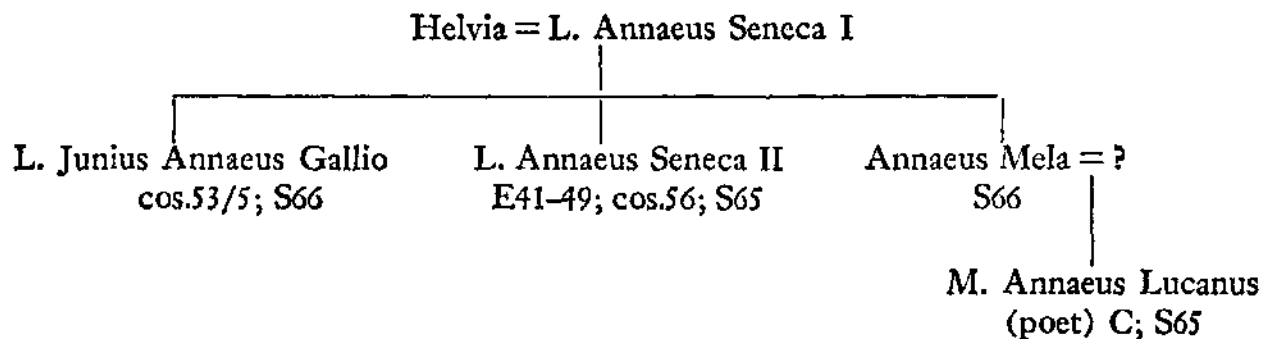 Helvia = L. Annaeus Seneca I
L. Junius Annaeus Gallio
cos.53/5; S66
L. Annaeus Seneca II
E41–49; cos.56; S65
Annaeus Mela = ?
S66
M. Annaeus Lucanus
(poet) C; S65